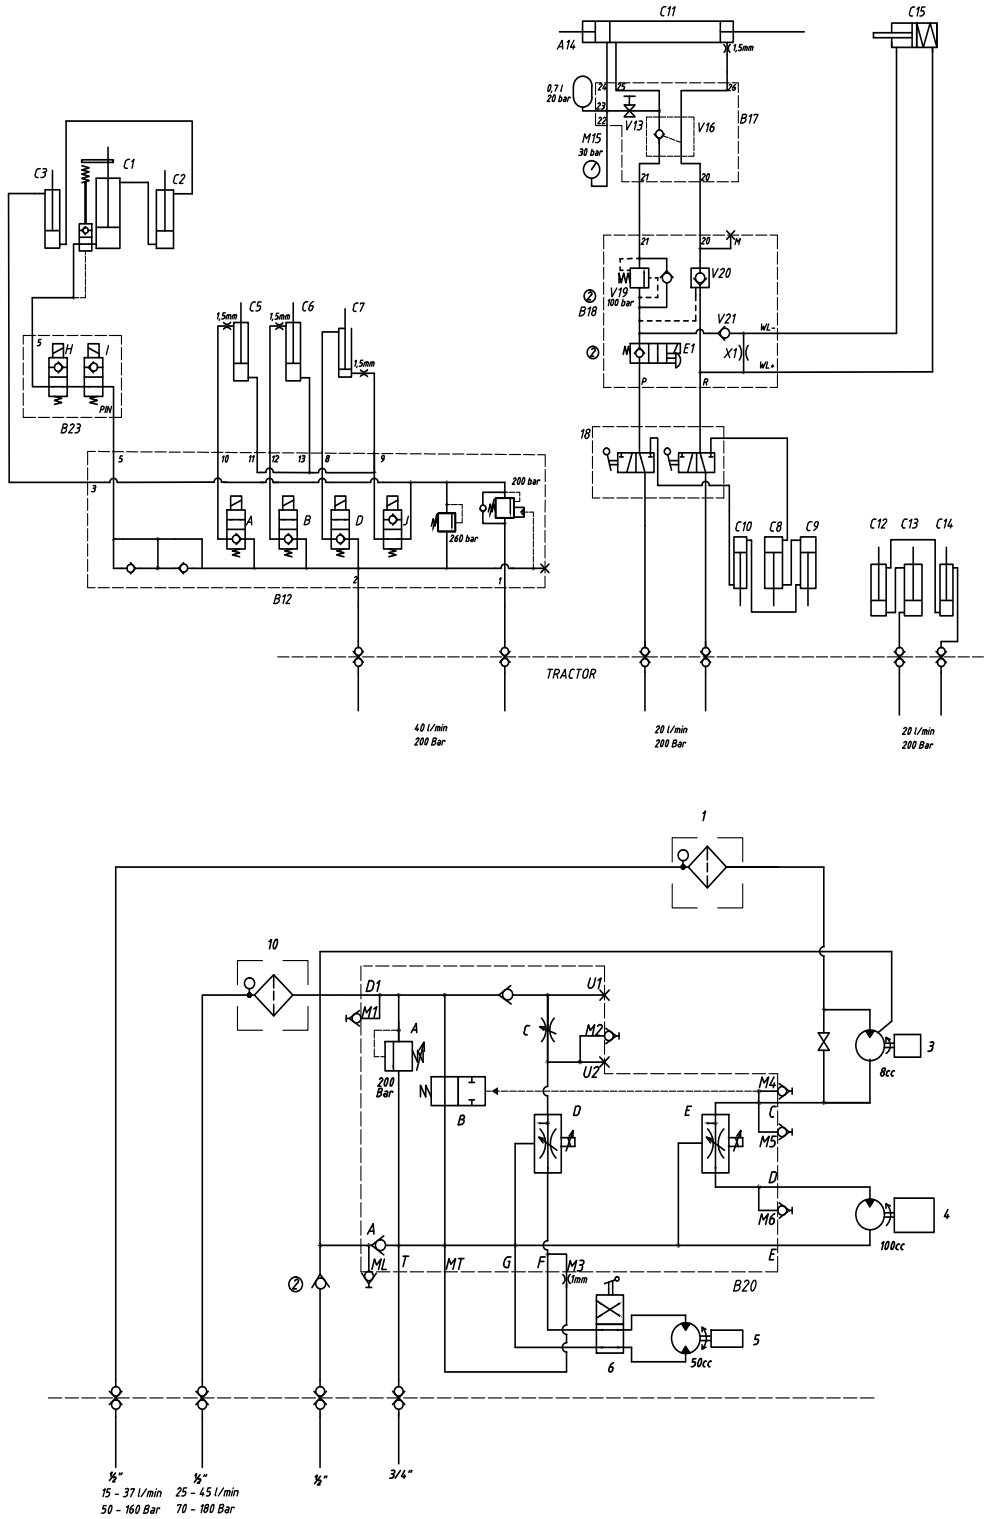 C11
C15
A14
1,5mm
0,7 l
20 bar
24
25
26
23
22
V13
V16
B17
M15
30 bar
21
20
C3
C1
C2
21
20
M
V20
2
V19
100 bar
B18
V21
WL-
2
E1
X1
WL+
P
R
C5
C6
C7
1,5mm
1,5mm
1,5mm
5
H
I
PIN
B23
18
5
10
11
12
13
8
9
3
200 bar
A
B
D
J
260 bar
2
1
B12
C10
C8
C9
C12
C13
C14
TRACTOR
40 l/min
200 Bar
20 l/min
200 Bar
20 l/min
200 Bar
1
10
D1
U1
M1
A
C
M2
U2
3
8cc
200
Bar
B
D
E
M4
C
M5
D
M6
4
100cc
A
ML
T
MT
G
F
M3
1mm
E
2
B20
5
50cc
6
½"
½"
½"
3/4"
15 - 37 l/min
25 - 45 l/min
50 - 160 Bar
70 - 180 Bar